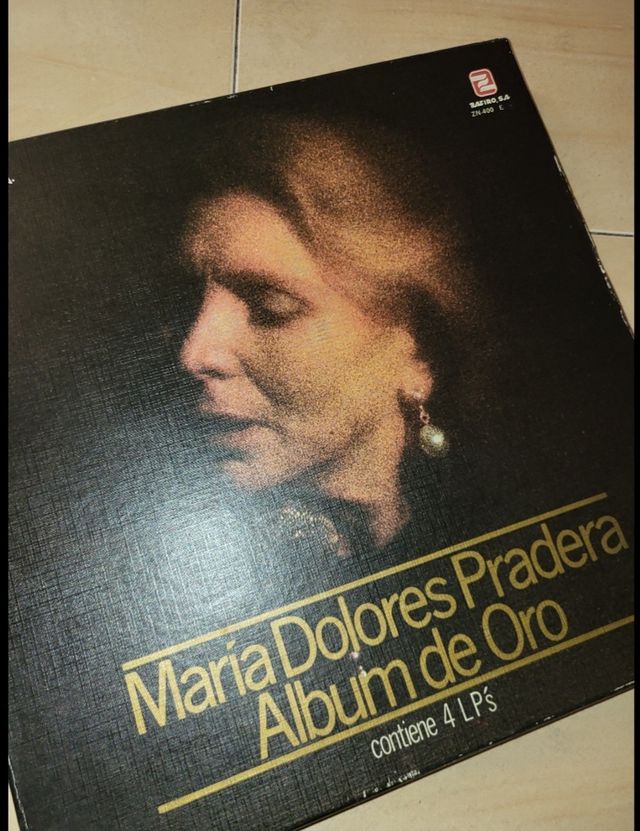 ZAFIRO, S.A.
ZN 400 E
María Dolores Pradera
Album de Oro
contiene 4 LP's